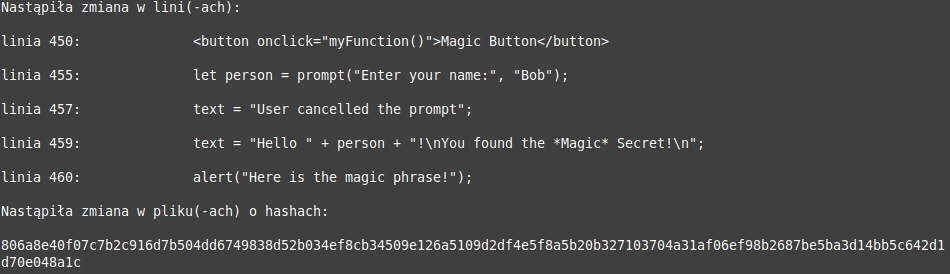 Nastąpiła zmiana w lini(-ach):
linia 450: <button onclick="myFunction()">Magic Button</button>
linia 455: let person = prompt("Enter your name:", "Bob");
linia 457: text = "User cancelled the prompt";
linia 459: text = "Hello " + person + "!\nYou found the *Magic* Secret!\n";
linia 460: alert("Here is the magic phrase!");
Nastąpiła zmiana w pliku(-ach) o hashach:
806a8e40f07c7b2c916d7b504dd6749838d52b034ef8cb34509e126a5109d2df4e5f8a5b20b327103704a31af06ef98b2687be5ba3d14bb5c642d1
d70e048a1c